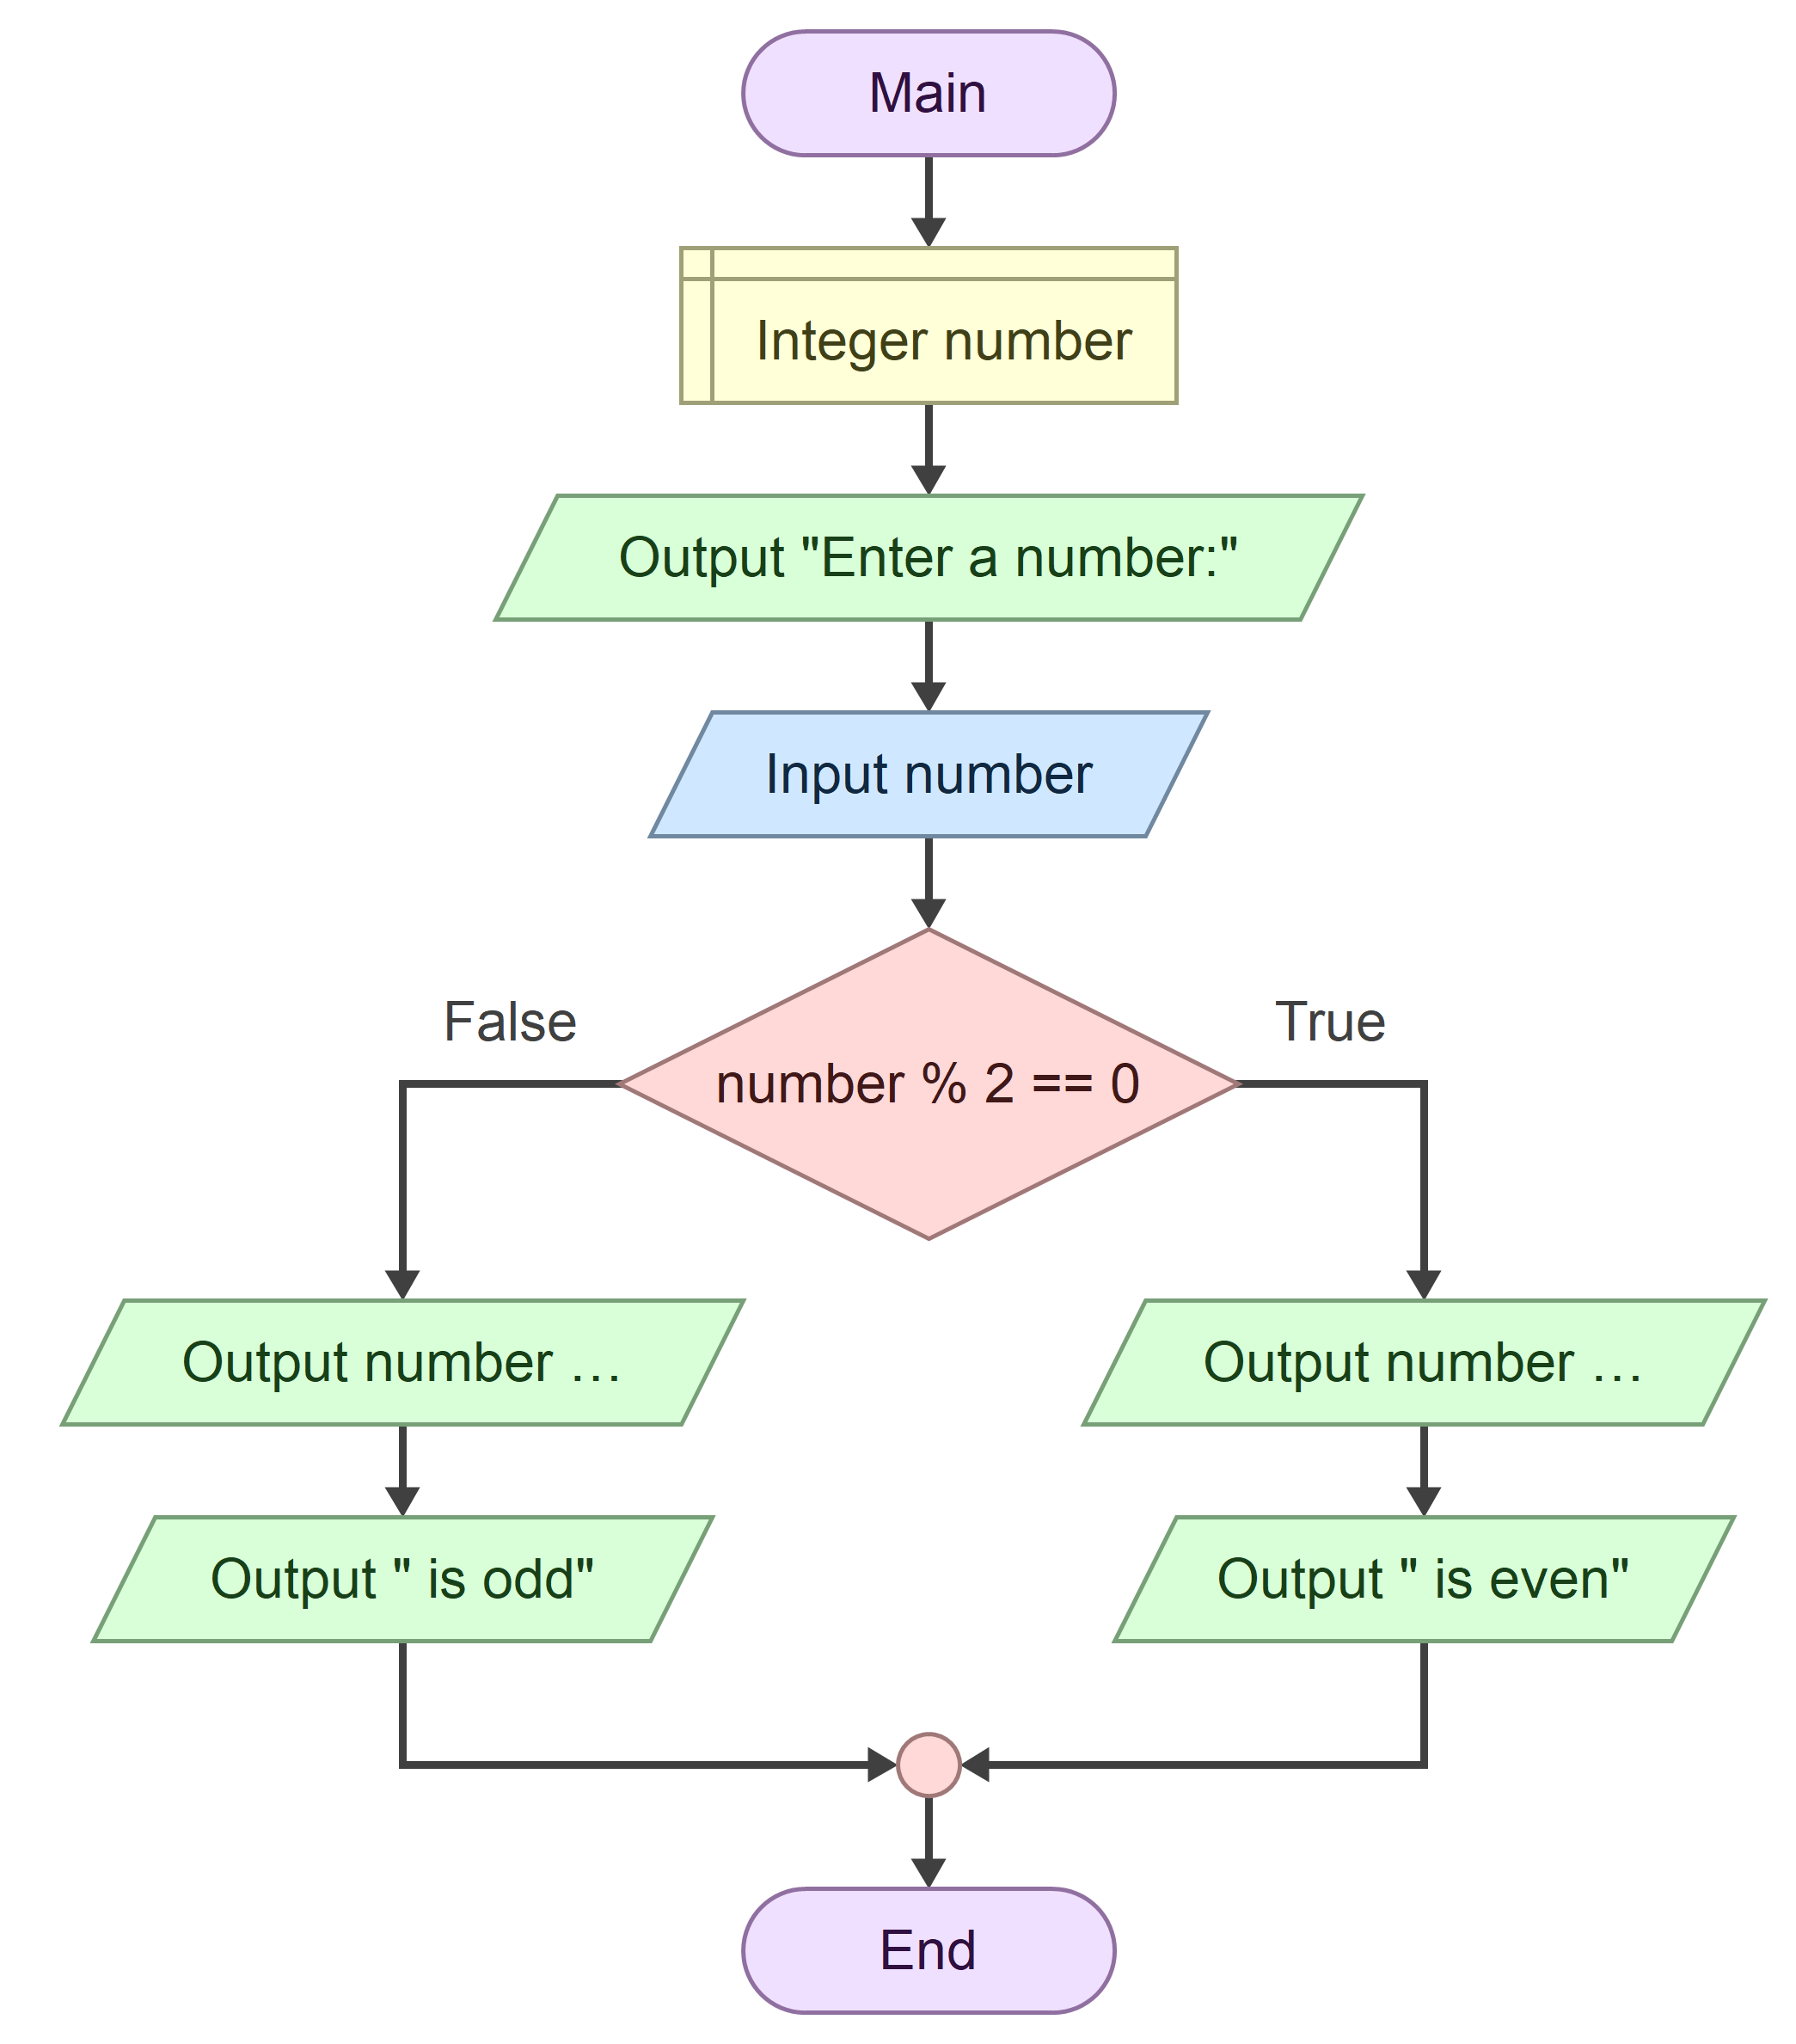 Main
Integer number
Output "Enter a number:"
Input number
False
True
number % 2 == 0
Output number …
Output number …
Output " is odd"
Output " is even"
End